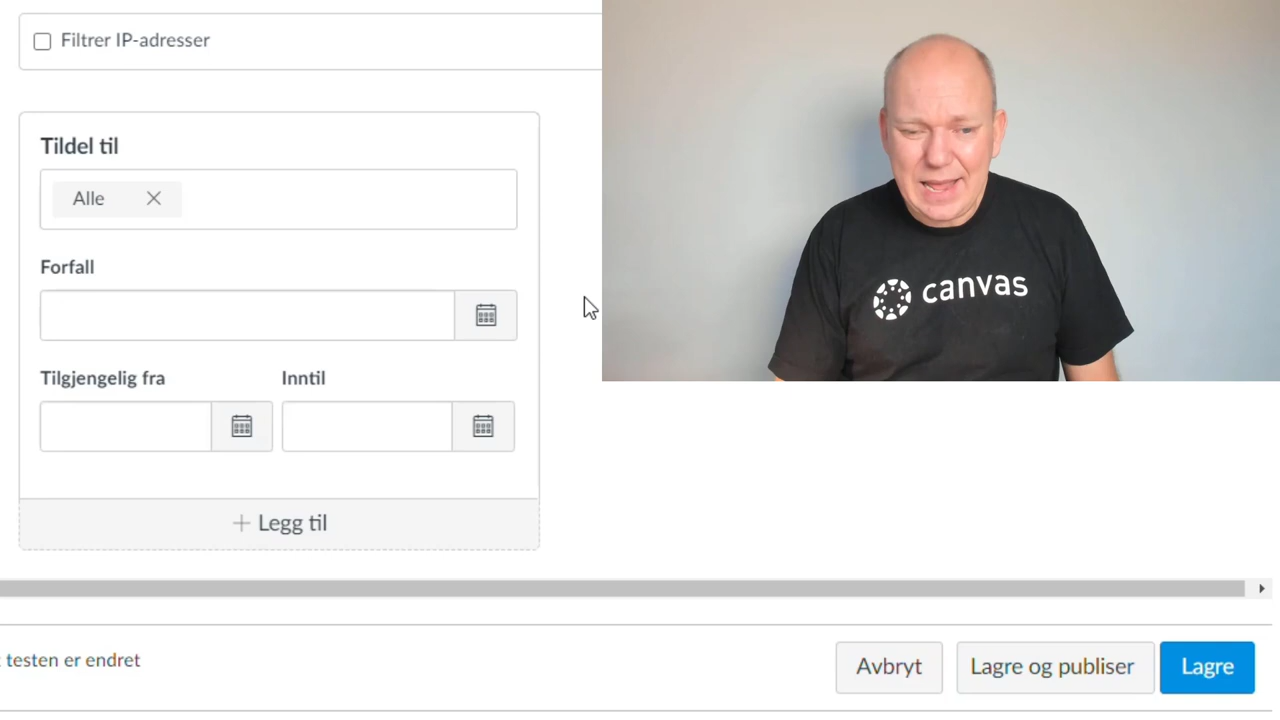 Filtrer IP-adresser
Tildel til
Alle
Forfall
Tilgjengelig fra
Inntil
+ Legg til
testen er endret
Avbryt
Lagre og publiser
Lagre
canvas